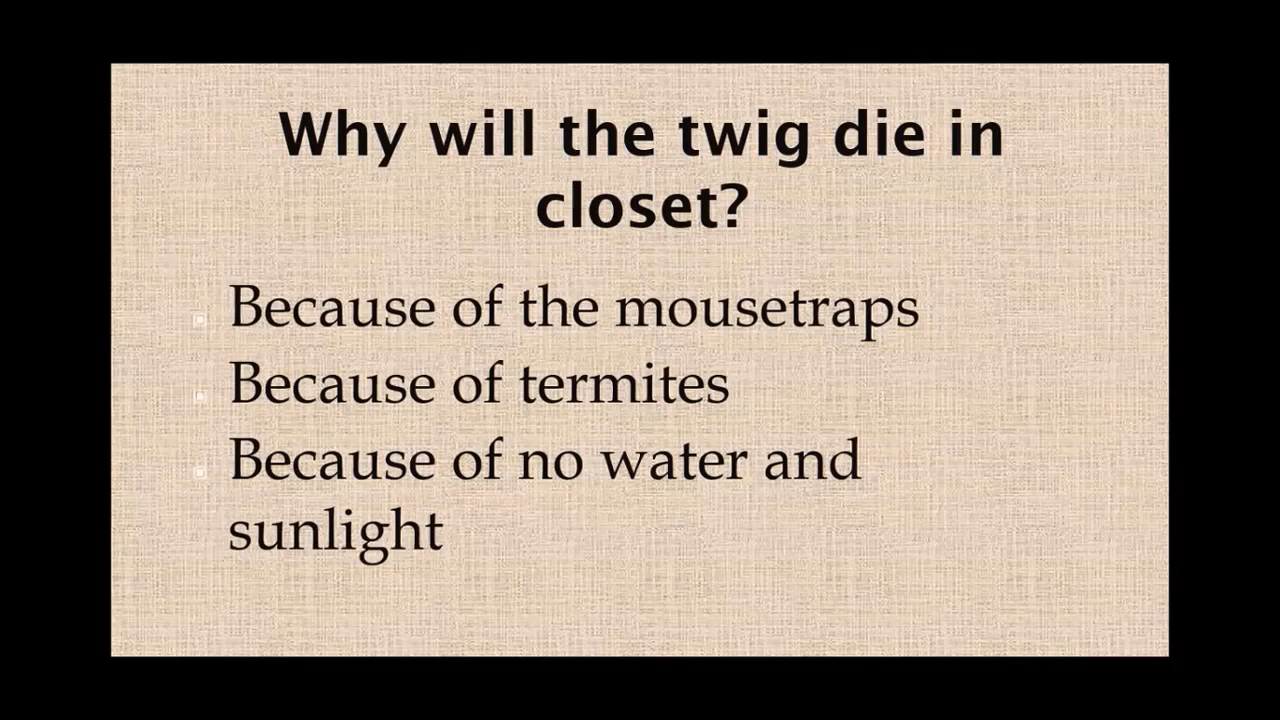 Why will the twig die in
closet?
Because of the mousetraps
Because of termites
Because of no water and
sunlight